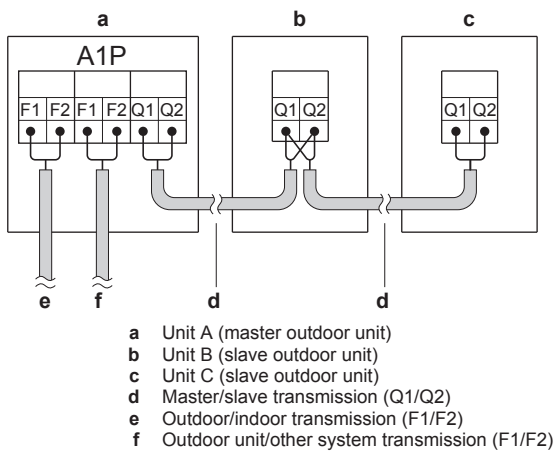 a b c
A1P
F1 F2 F1 F2 Q1 Q2 Q1 Q2 Q1 Q2
d d
e f
a Unit A (master outdoor unit)
b Unit B (slave outdoor unit)
c Unit C (slave outdoor unit)
d Master/slave transmission (Q1/Q2)
e Outdoor/indoor transmission (F1/F2)
f Outdoor unit/other system transmission (F1/F2)